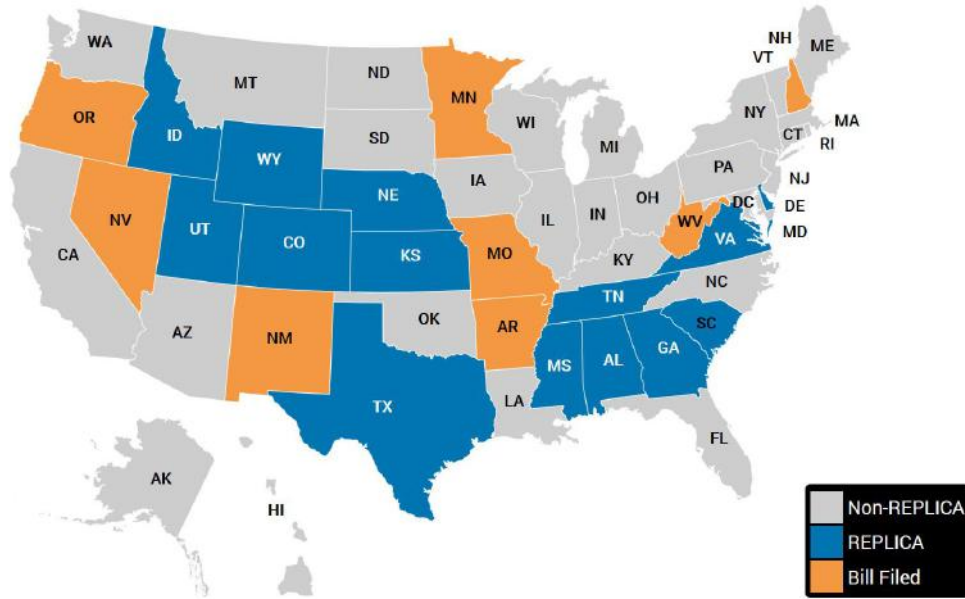 WA
MT
ND
MN
OR
ID
WY
SD
WI
MI
NH
VT
ME
NY
MA
CT
RI
PA
NJ
NV
UT
CO
NE
IA
IL
IN
OH
DC
DE
MD
WV
VA
CA
KS
MO
KY
NC
AZ
NM
OK
AR
TN
SC
MS
AL
GA
TX
LA
FL
AK
HI
Non-REPLICA
REPLICA
Bill Filed